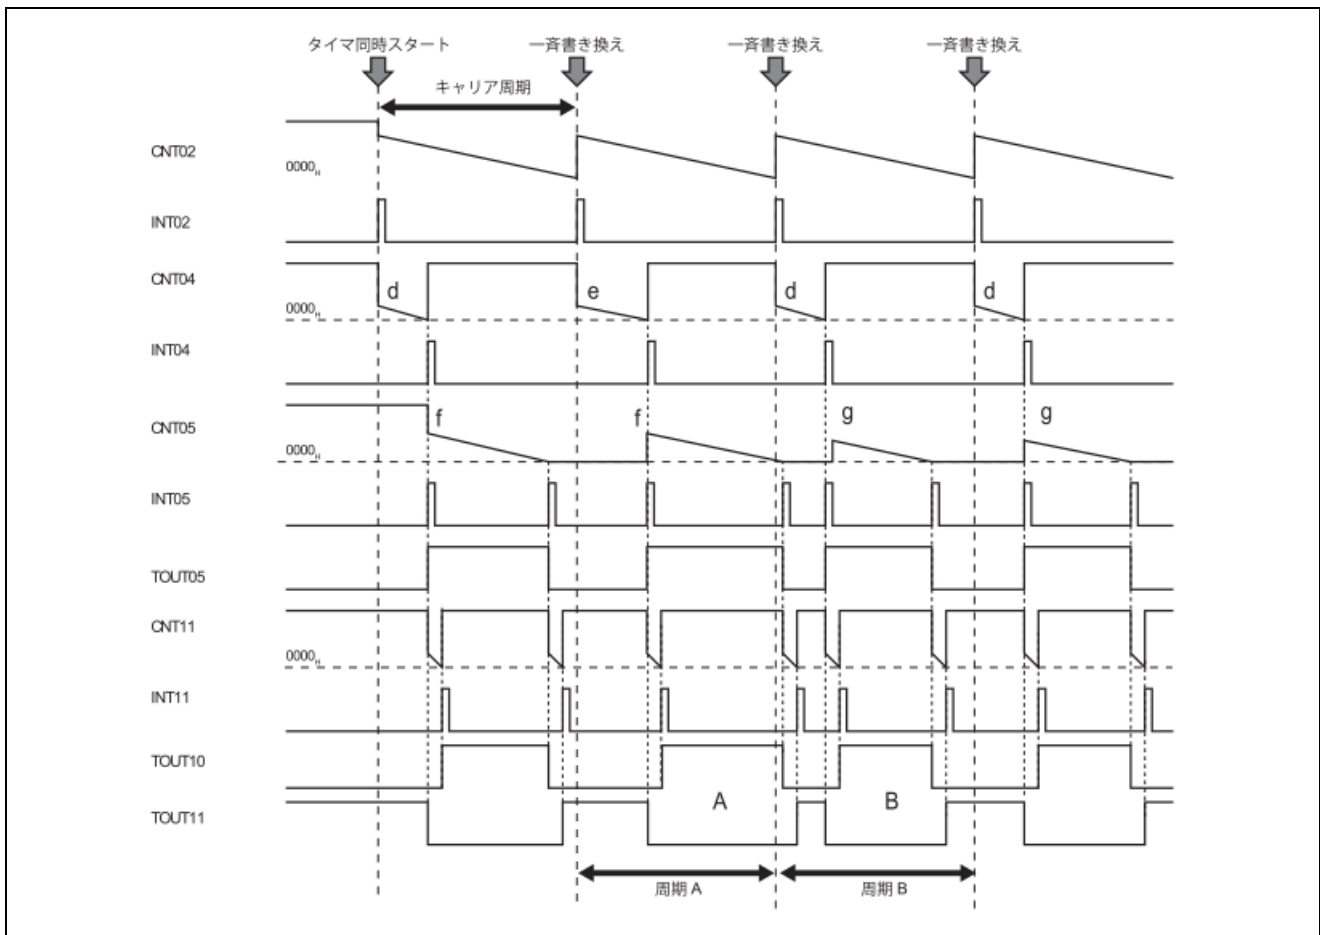 タイマ同時スタート 一斉書き換え 一斉書き換え 一斉書き換え
キャリア周期
CNT02
0000H
INT02
CNT04
d e d d
0000H
INT04
CNT05
f f g g
0000H
INT05
TOUT05
CNT11
0000H
INT11
TOUT10
A B
TOUT11
周期 A 周期 B